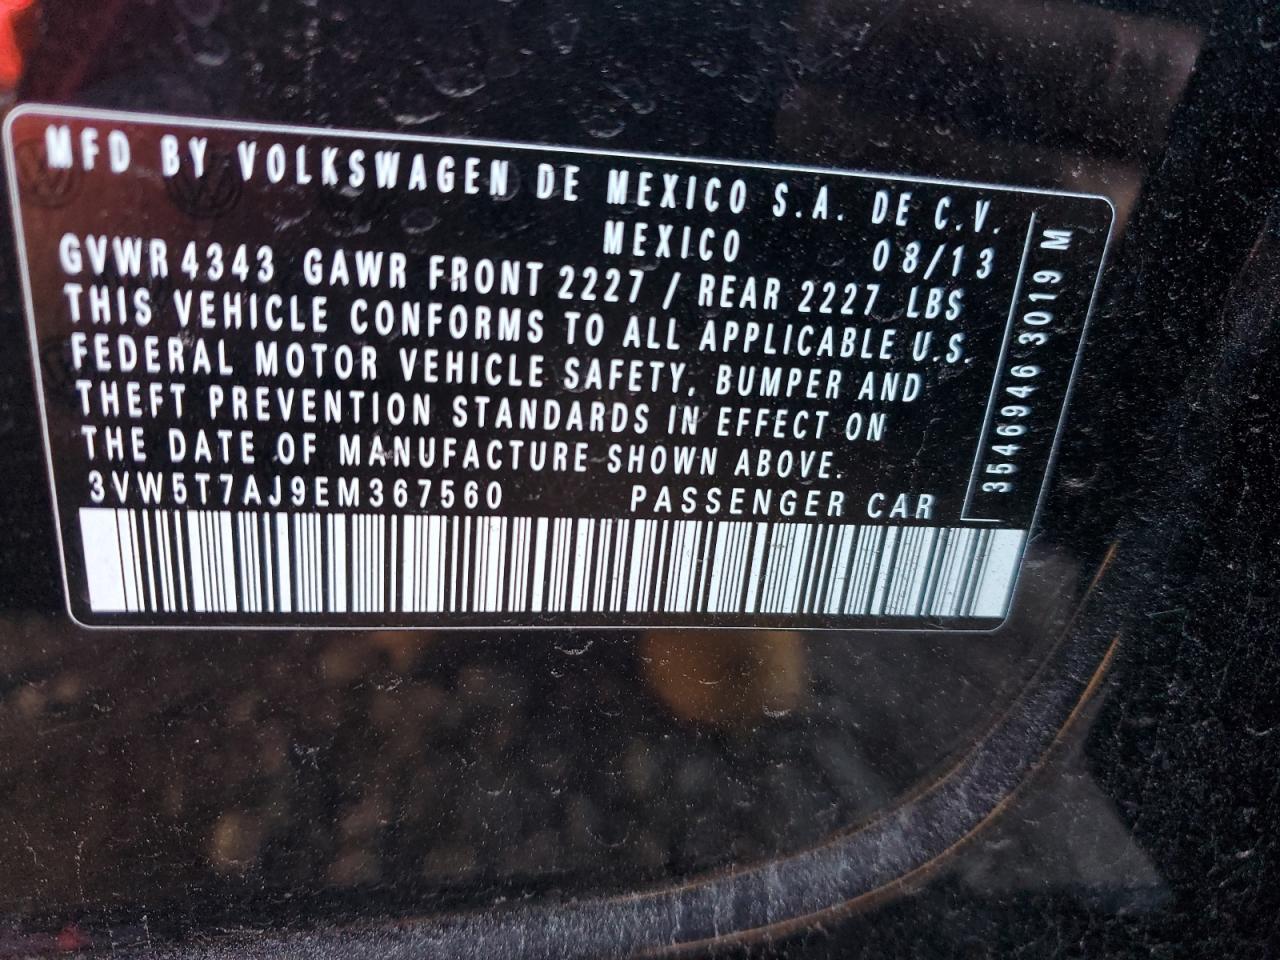 MFD BY VOLKSWAGEN DE MEXICO S.A. DE C.V.
MEXICO 08/13
GVWR 4343 GAWR FRONT 2227 / REAR 2227 LBS
THIS VEHICLE CONFORMS TO ALL APPLICABLE U.S.
FEDERAL MOTOR VEHICLE SAFETY, BUMPER AND
THEFT PREVENTION STANDARDS IN EFFECT ON
THE DATE OF MANUFACTURE SHOWN ABOVE.
3VW5T7AJ9EM367560 PASSENGER CAR
3546946 3019 M